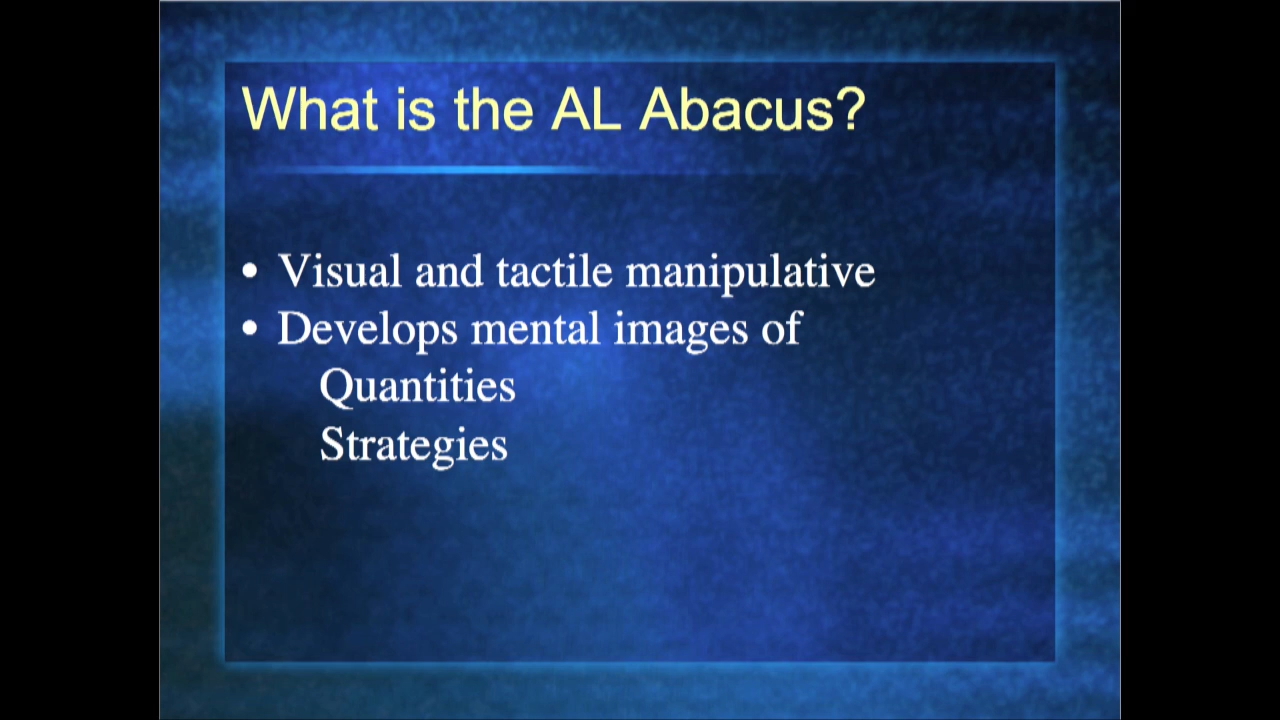 What is the AL Abacus?
• Visual and tactile manipulative
• Develops mental images of
Quantities
Strategies